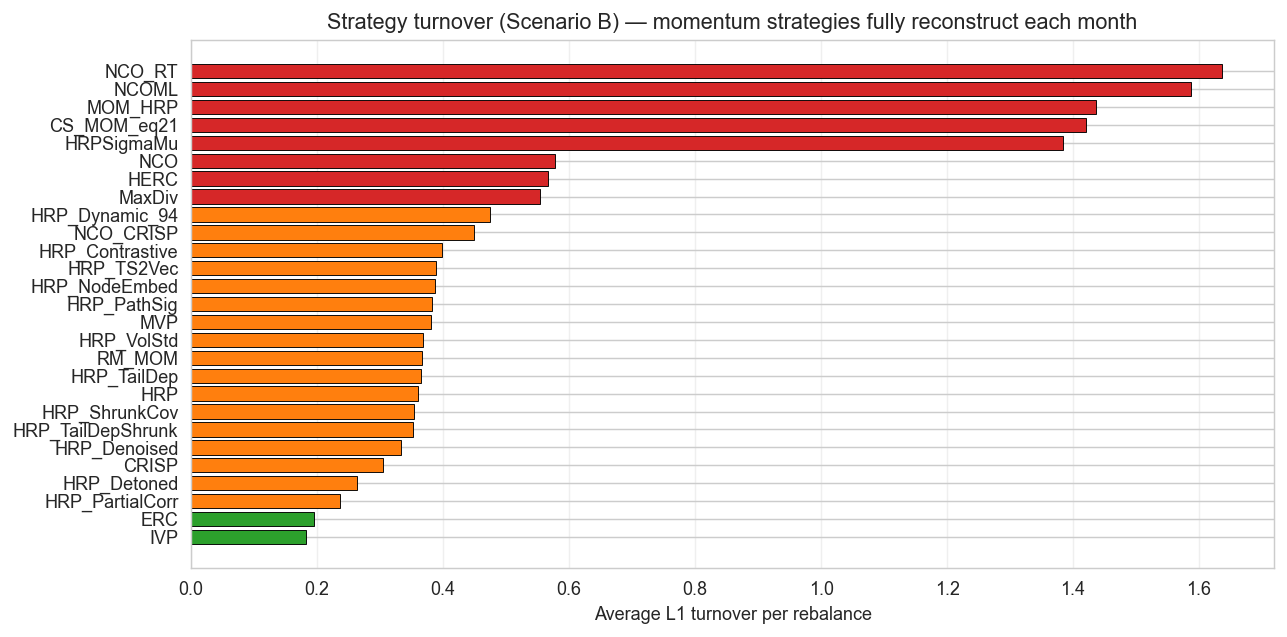 Strategy turnover (Scenario B) — momentum strategies fully reconstruct each month
NCO_RT
NCOML
MOM_HRP
CS_MOM_eq21
HRPSigmaMu
NCO
HERC
MaxDiv
HRP_Dynamic_94
NCO_CRISP
HRP_Contrastive
HRP_TS2Vec
HRP_NodeEmbed
HRP_PathSig
MVP
HRP_VolStd
RM_MOM
HRP_TailDep
HRP
HRP_ShrunkCov
HRP_TailDepShrunk
HRP_Denoised
CRISP
HRP_Detoned
HRP_PartialCorr
ERC
IVP
0.0 0.2 0.4 0.6 0.8 1.0 1.2 1.4 1.6
Average L1 turnover per rebalance